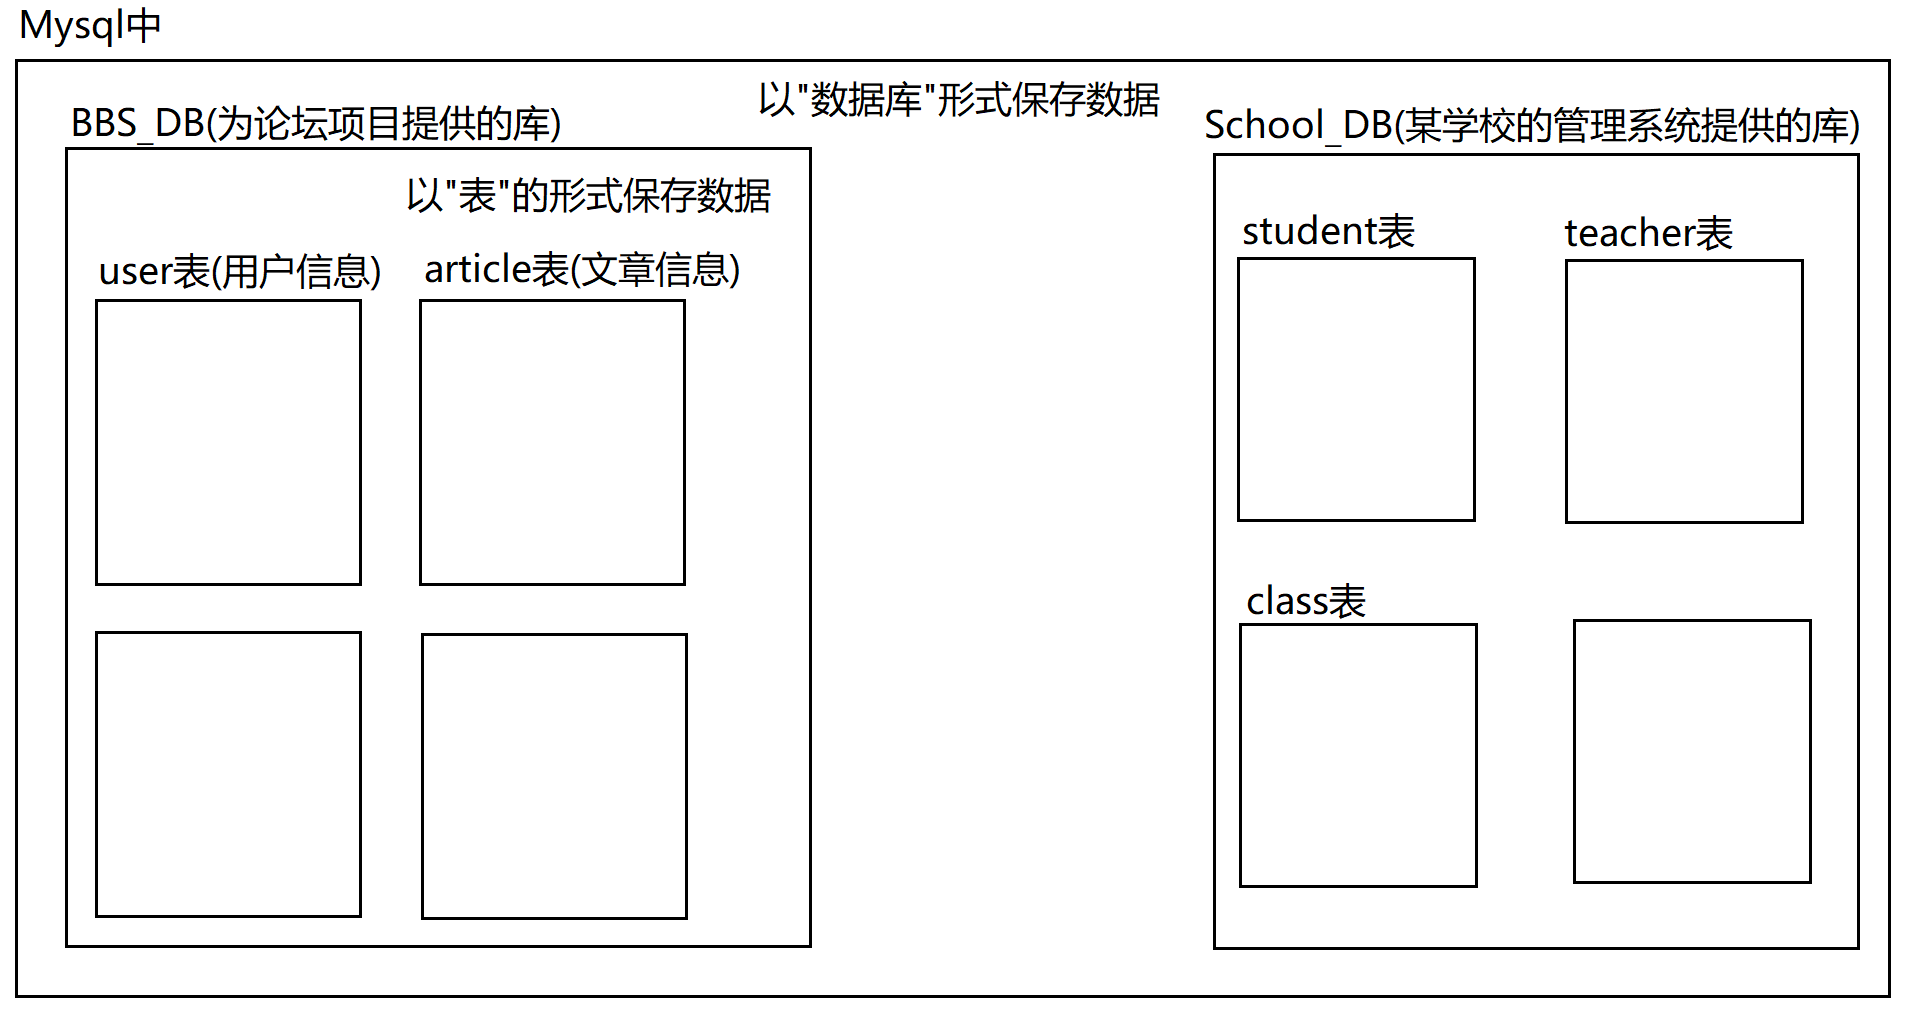 Mysql中
以"数据库"形式保存数据
BBS_DB(为论坛项目提供的库)
School_DB(某学校的管理系统提供的库)
以"表"的形式保存数据
user表(用户信息)
article表(文章信息)
student表
teacher表
class表